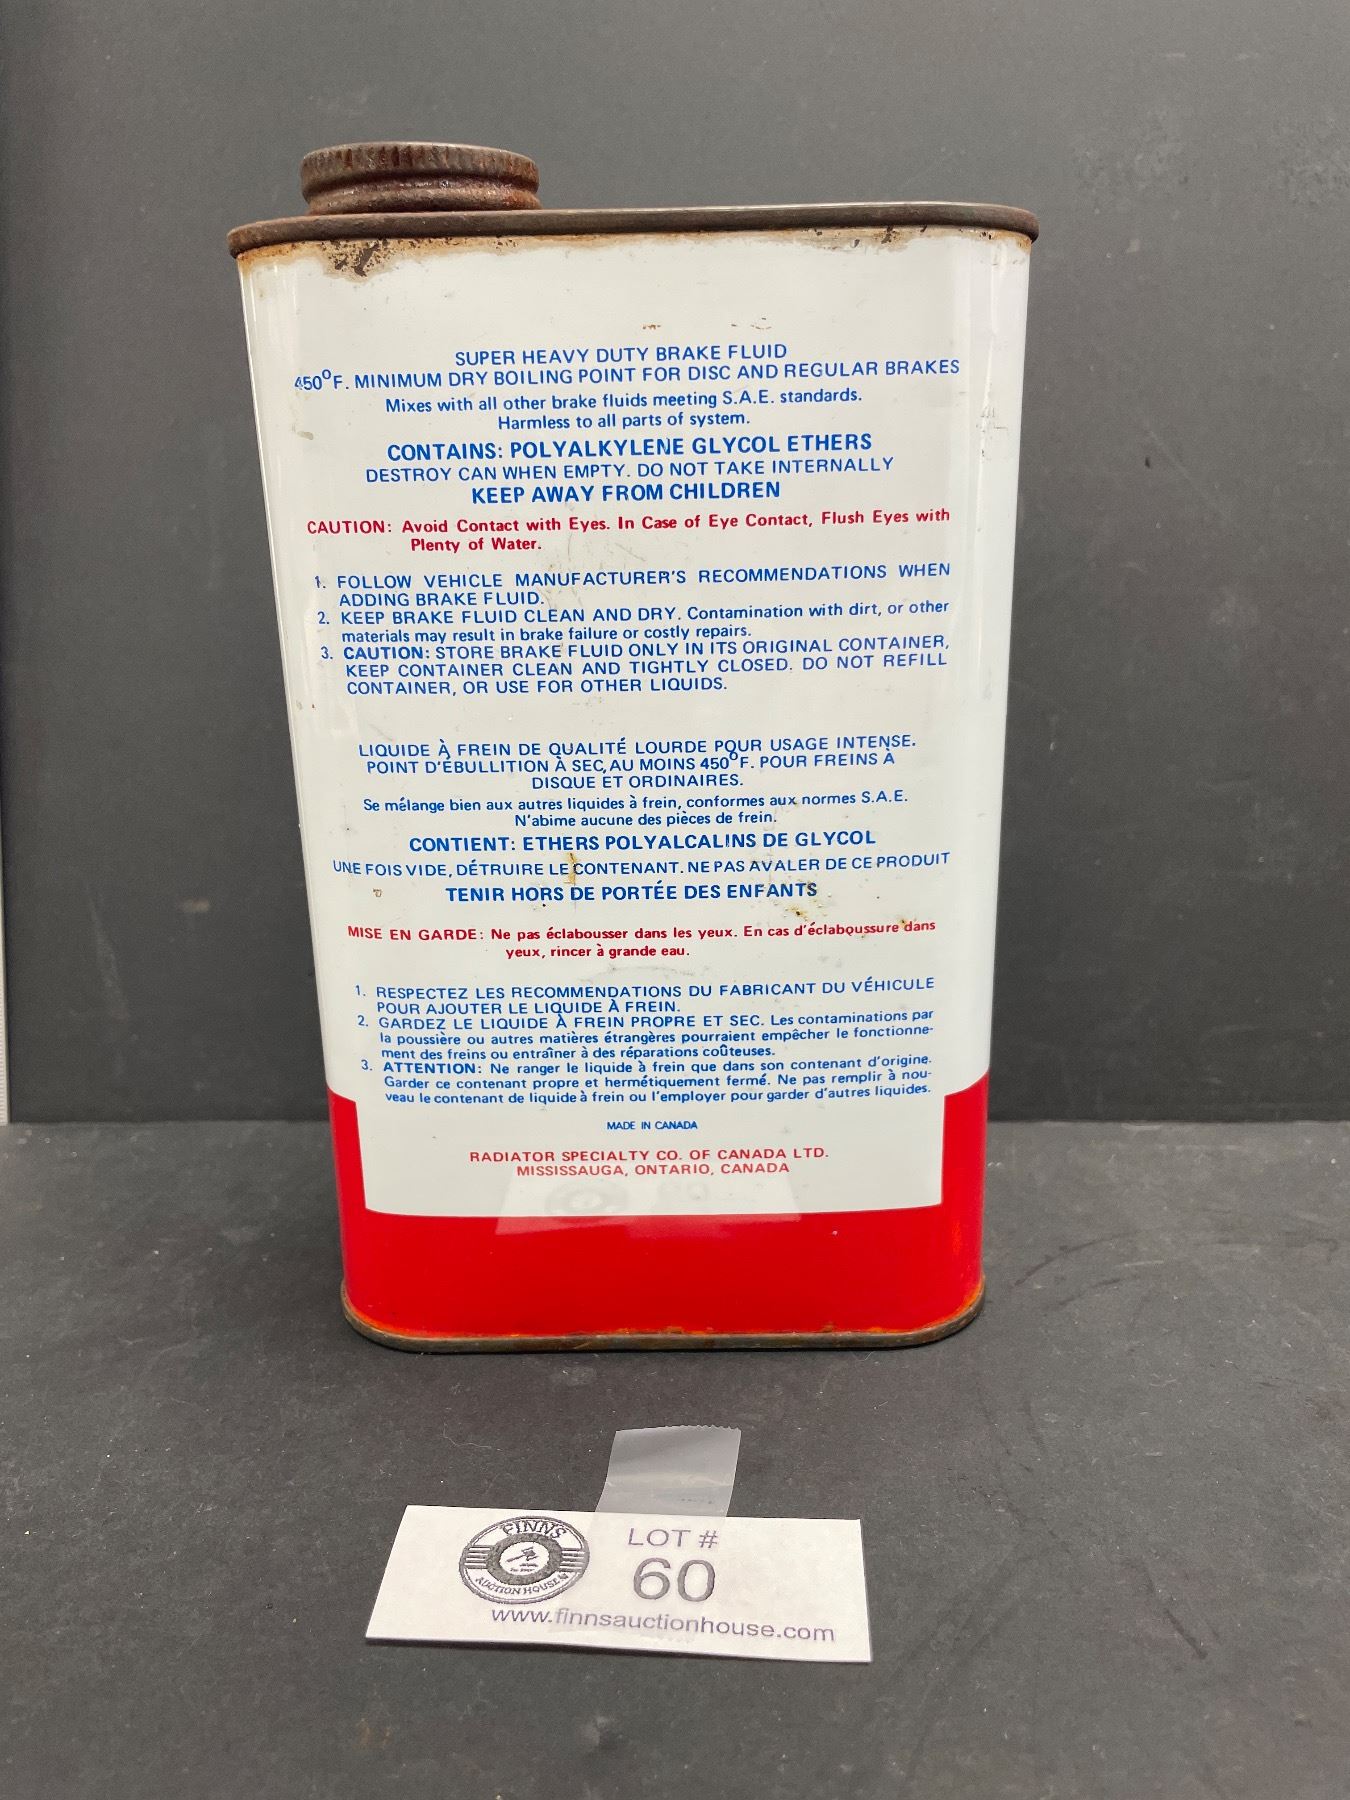 SUPER HEAVY DUTY BRAKE FLUID
450°F. MINIMUM DRY BOILING POINT FOR DISC AND REGULAR BRAKES
Mixes with all other brake fluids meeting S.A.E. standards.
Harmless to all parts of system.
CONTAINS: POLYALKYLENE GLYCOL ETHERS
DESTROY CAN WHEN EMPTY. DO NOT TAKE INTERNALLY
KEEP AWAY FROM CHILDREN
CAUTION: Avoid Contact with Eyes. In Case of Eye Contact, Flush Eyes with
Plenty of Water.
1. FOLLOW VEHICLE MANUFACTURER'S RECOMMENDATIONS WHEN
ADDING BRAKE FLUID.
2. KEEP BRAKE FLUID CLEAN AND DRY. Contamination with dirt, or other
materials may result in brake failure or costly repairs.
3. CAUTION: STORE BRAKE FLUID ONLY IN ITS ORIGINAL CONTAINER,
KEEP CONTAINER CLEAN AND TIGHTLY CLOSED. DO NOT REFILL
CONTAINER, OR USE FOR OTHER LIQUIDS.
LIQUIDE À FREIN DE QUALITÉ LOURDE POUR USAGE INTENSE.
POINT D'ÉBULLITION À SEC, AU MOINS 450°F. POUR FREINS À
DISQUE ET ORDINAIRES.
Se mélange bien aux autres liquides à frein, conformes aux normes S.A.E.
N'abime aucune des pièces de frein.
CONTIENT: ETHERS POLYALCALINS DE GLYCOL
UNE FOIS VIDE, DÉTRUIRE LE CONTENANT. NE PAS AVALER DE CE PRODUIT
TENIR HORS DE PORTÉE DES ENFANTS
MISE EN GARDE: Ne pas éclabousser dans les yeux. En cas d'éclaboussure dans
yeux, rincer à grande eau.
1. RESPECTEZ LES RECOMMENDATIONS DU FABRICANT DU VÉHICULE
POUR AJOUTER LE LIQUIDE À FREIN.
2. GARDEZ LE LIQUIDE À FREIN PROPRE ET SEC. Les contaminations par
la poussière ou autres matières étrangères pourraient empêcher le fonctionne-
ment des freins ou entraîner à des réparations coûteuses.
3. ATTENTION: Ne ranger le liquide à frein que dans son contenant d'origine.
Garder ce contenant propre et hermétiquement fermé. Ne pas remplir à nou-
veau le contenant de liquide à frein ou l'employer pour garder d'autres liquides.
MADE IN CANADA
RADIATOR SPECIALTY CO. OF CANADA LTD.
MISSISSAUGA, ONTARIO, CANADA
FINN'S
AUCTION HOUSE
LOT #
60
www.finnsauctionhouse.com